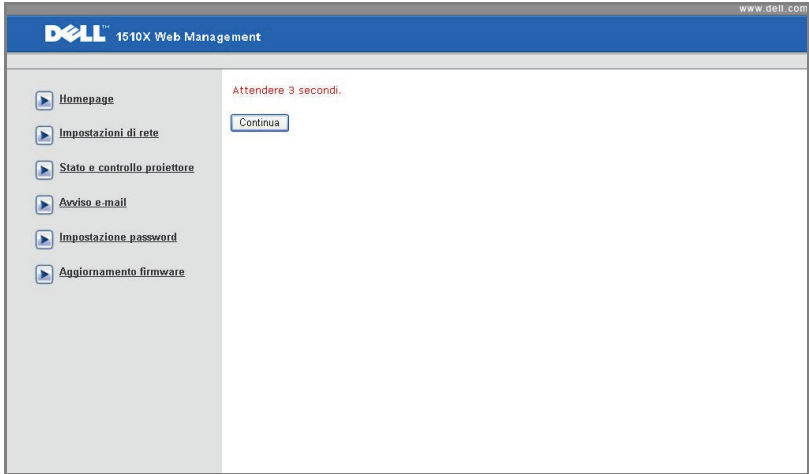 www.dell.com
DELL™ 1510X Web Management
Homepage
Impostazioni di rete
Stato e controllo proiettore
Avviso e-mail
Impostazione password
Aggiornamento firmware
Attendere 3 secondi.
Continua